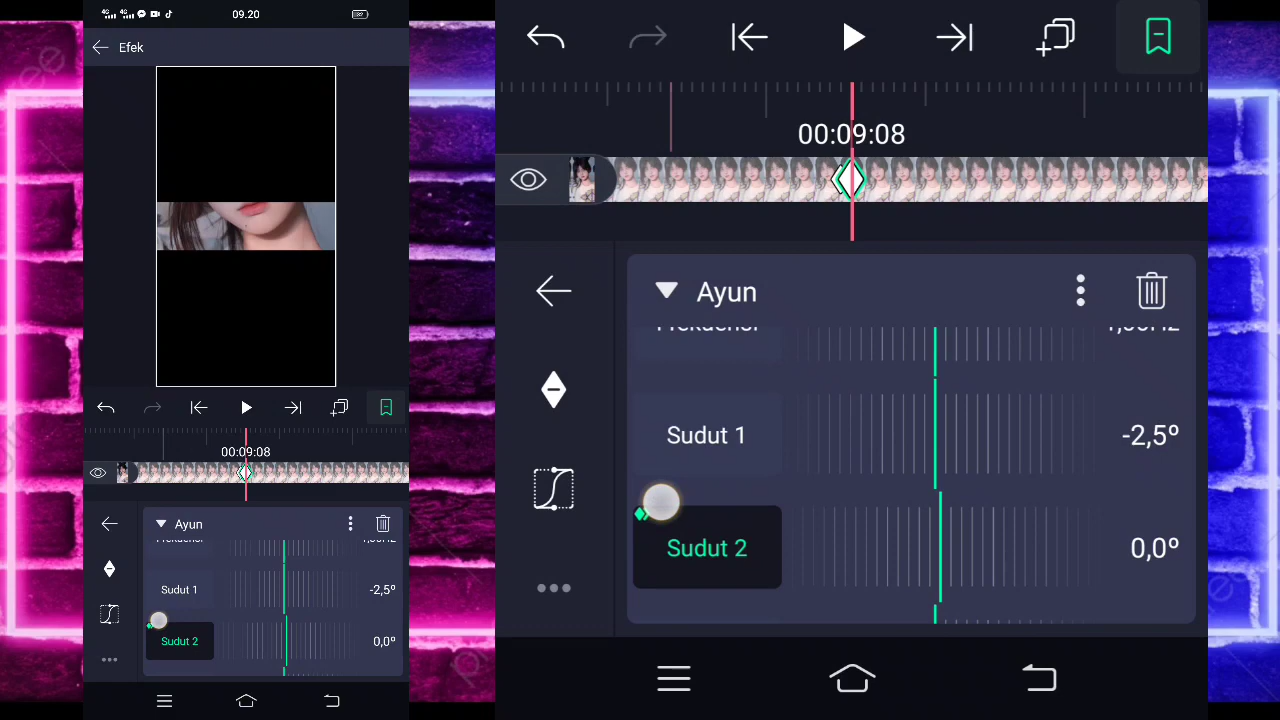 09.20
Efek
00:09:08
Ayun
Sudut 1
-2,5º
Sudut 2
0,0º
00:09:08
Ayun
Sudut 1
-2,5º
Sudut 2
0,0º